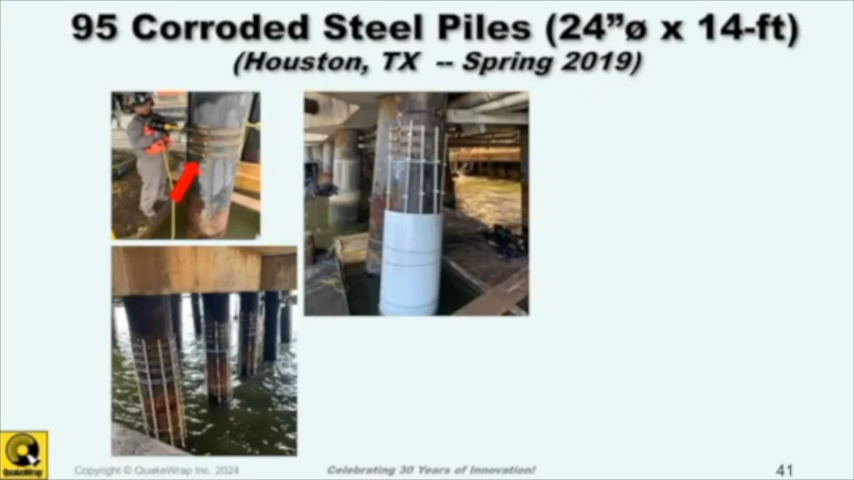 95 Corroded Steel Piles (24”ø x 14-ft)
(Houston, TX -- Spring 2019)
QuakeWrap
Copyright © QuakeWrap Inc. 2024
Celebrating 30 Years of Innovation!
41